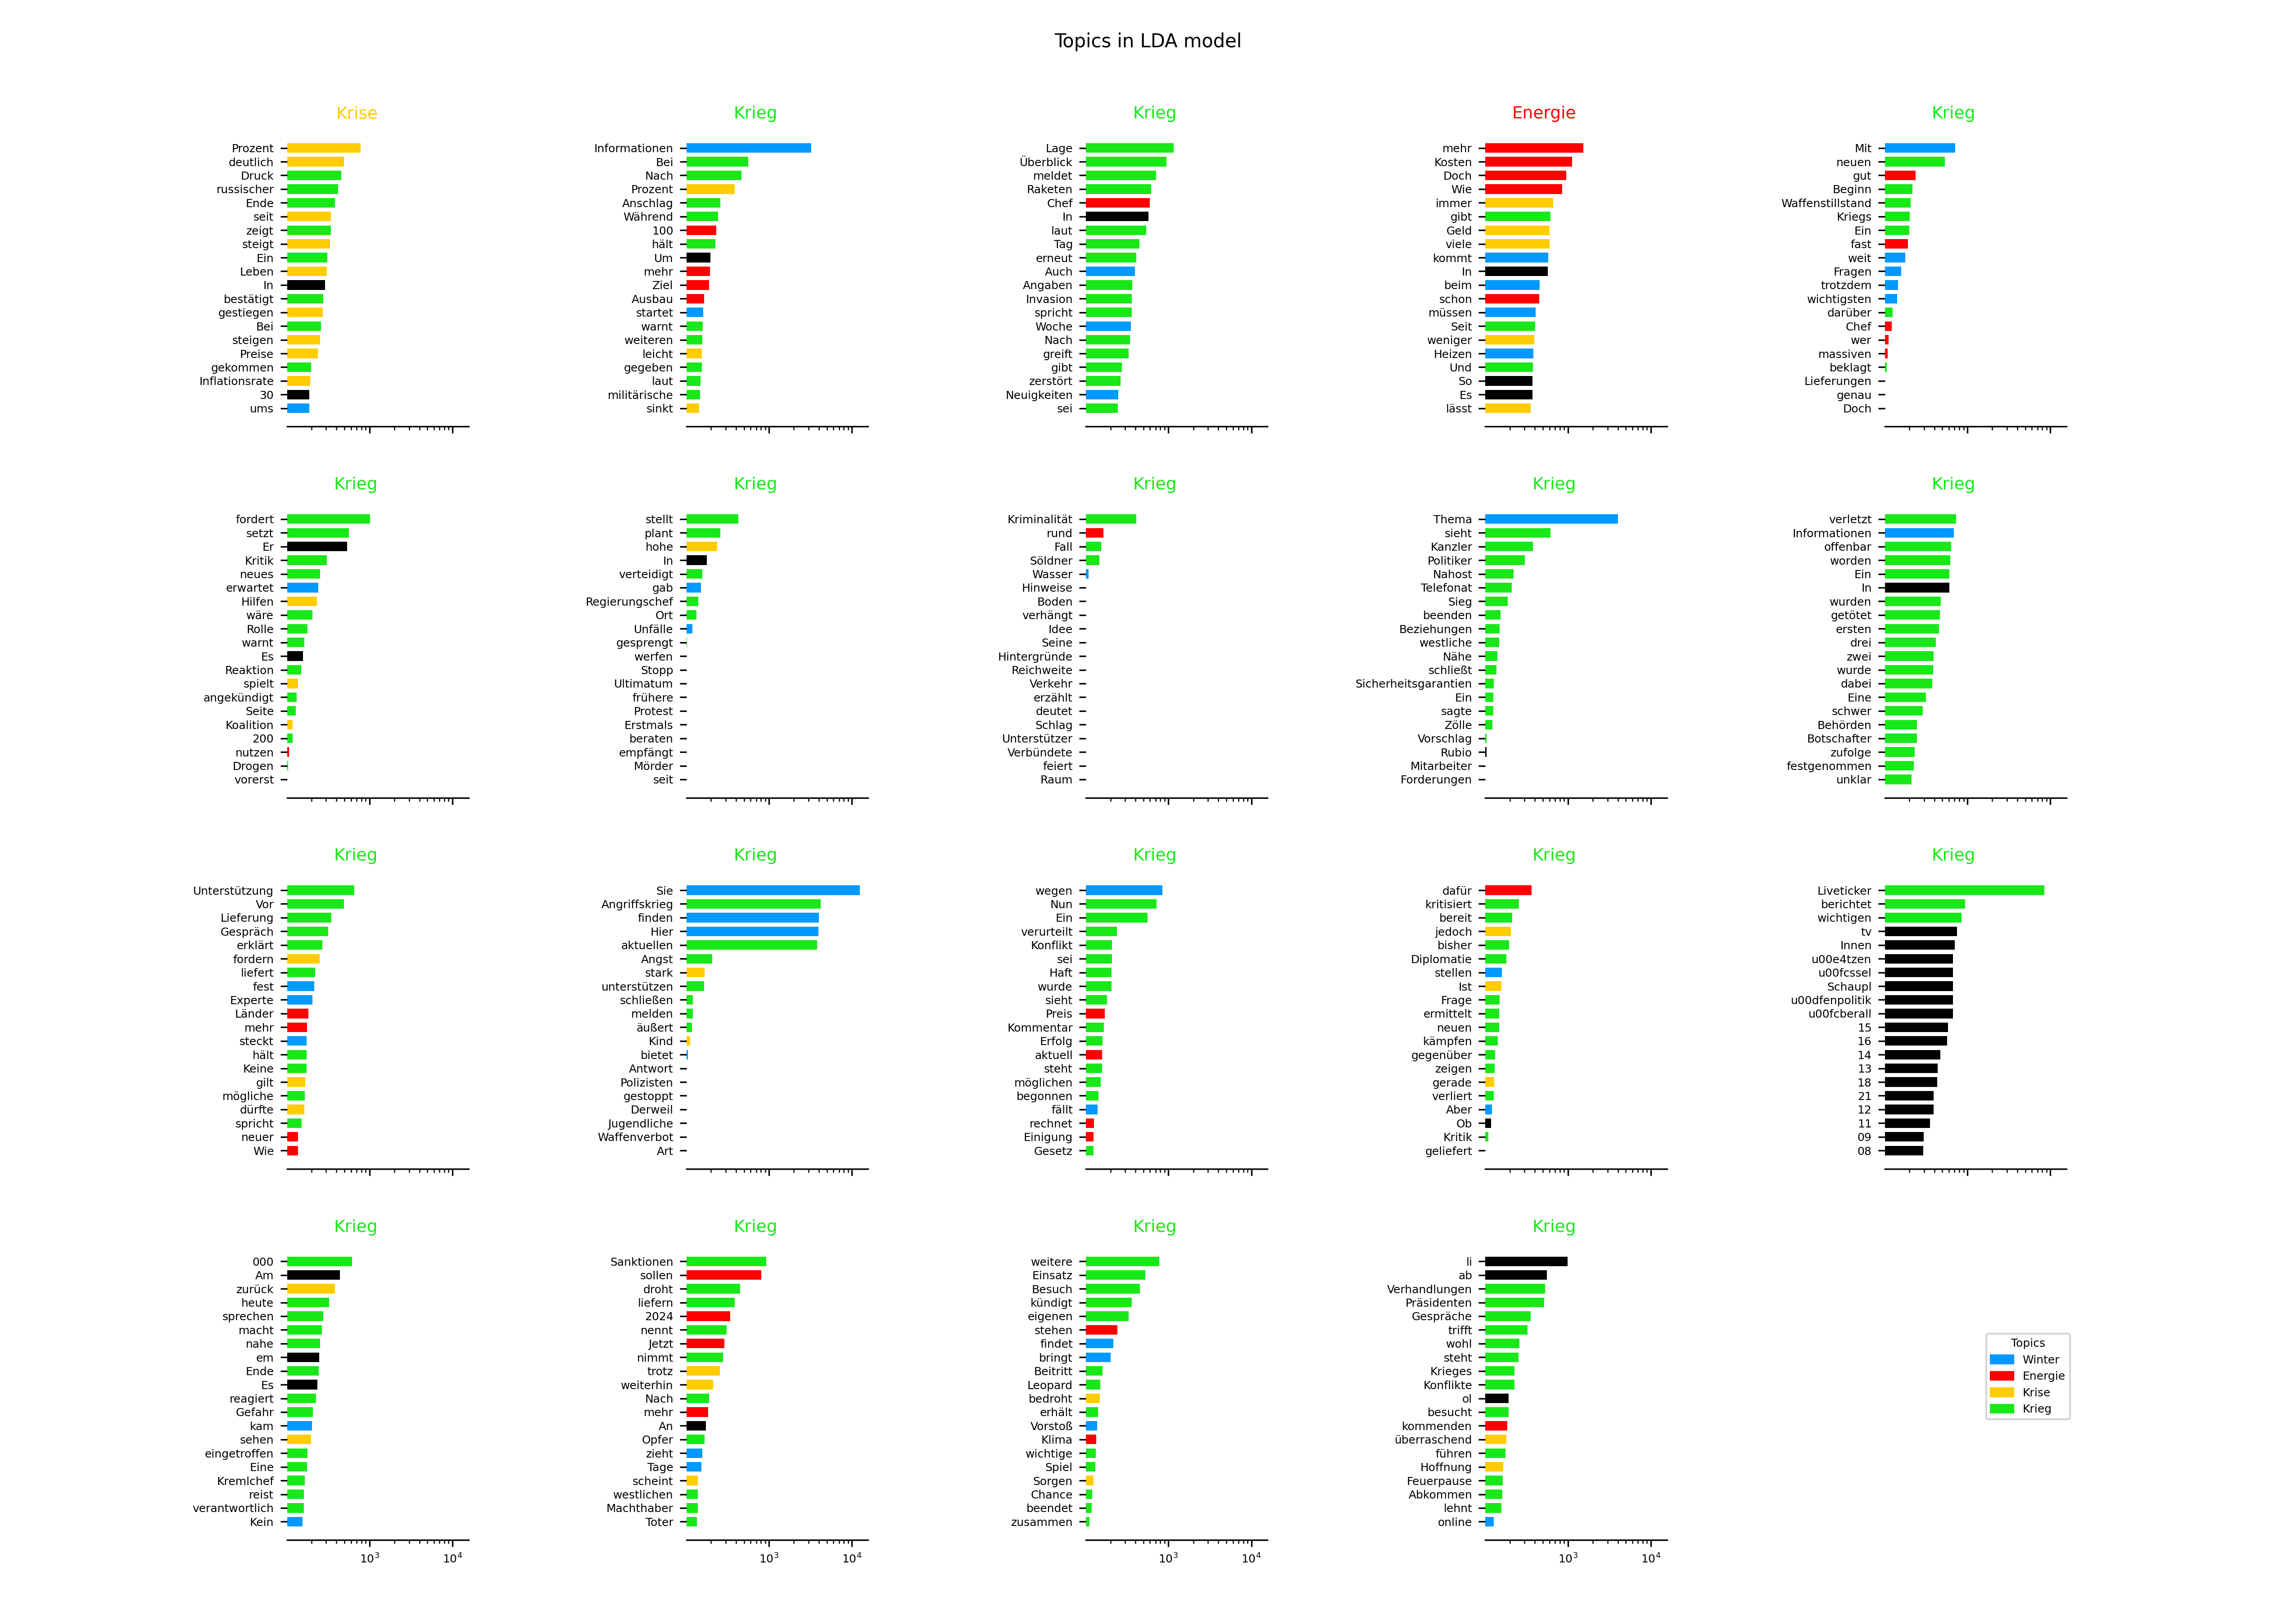 Topics in LDA model
Krise
Prozent
deutlich
Druck
russischer
Ende
seit
zeigt
steigt
Ein
Leben
In
bestätigt
gestiegen
Bei
steigen
Preise
gekommen
Inflationsrate
30
ums
Krieg
Informationen
Bei
Nach
Prozent
Anschlag
Während
100
hält
Um
mehr
Ziel
Ausbau
startet
warnt
weiteren
leicht
gegeben
laut
militärische
sinkt
Krieg
Lage
Überblick
meldet
Raketen
Chef
In
laut
Tag
erneut
Auch
Angaben
Invasion
spricht
Woche
Nach
greift
gibt
zerstört
Neuigkeiten
sei
Energie
mehr
Kosten
Doch
Wie
immer
gibt
Geld
viele
kommt
In
beim
schon
müssen
Seit
weniger
Heizen
Und
So
Es
lässt
Krieg
Mit
neuen
gut
Beginn
Waffenstillstand
Kriegs
Ein
fast
weit
Fragen
trotzdem
wichtigsten
darüber
Chef
wer
massiven
beklagt
Lieferungen
genau
Doch
Krieg
fordert
setzt
Er
Kritik
neues
erwartet
Hilfen
wäre
Rolle
warnt
Es
Reaktion
spielt
angekündigt
Seite
Koalition
200
nutzen
Drogen
vorerst
Krieg
stellt
plant
hohe
In
verteidigt
gab
Regierungschef
Ort
Unfälle
gesprengt
werfen
Stopp
Ultimatum
frühere
Protest
Erstmals
beraten
empfängt
Mörder
seit
Krieg
Kriminalität
rund
Fall
Söldner
Wasser
Hinweise
Boden
verhängt
Idee
Seine
Hintergründe
Reichweite
Verkehr
erzählt
deutet
Schlag
Unterstützer
Verbündete
feiert
Raum
Krieg
Thema
sieht
Kanzler
Politiker
Nahost
Telefonat
Sieg
beenden
Beziehungen
westliche
Nähe
schließt
Sicherheitsgarantien
Ein
sagte
Zölle
Vorschlag
Rubio
Mitarbeiter
Forderungen
Krieg
verletzt
Informationen
offenbar
worden
Ein
In
wurden
getötet
ersten
drei
zwei
wurde
dabei
Eine
schwer
Behörden
Botschafter
zufolge
festgenommen
unklar
Krieg
Unterstützung
Vor
Lieferung
Gespräch
erklärt
fordern
liefert
fest
Experte
Länder
mehr
steckt
hält
Keine
gilt
mögliche
dürfte
spricht
neuer
Wie
Krieg
Sie
Angriffskrieg
finden
Hier
aktuellen
Angst
stark
unterstützen
schließen
melden
äußert
Kind
bietet
Antwort
Polizisten
gestoppt
Derweil
Jugendliche
Waffenverbot
Art
Krieg
wegen
Nun
Ein
verurteilt
Konflikt
sei
Haft
wurde
sieht
Preis
Kommentar
Erfolg
aktuell
steht
möglichen
begonnen
fällt
rechnet
Einigung
Gesetz
Krieg
dafür
kritisiert
bereit
jedoch
bisher
Diplomatie
stellen
Ist
Frage
ermittelt
neuen
kämpfen
gegenüber
zeigen
gerade
verliert
Aber
Ob
Kritik
geliefert
Krieg
Liveticker
berichtet
wichtigen
tv
Innen
u00e4tzen
u00fcssel
Schaupl
u00dfenpolitik
u00fcberall
15
16
14
13
18
21
12
11
09
08
Krieg
000
Am
zurück
heute
sprechen
macht
nahe
em
Ende
Es
reagiert
Gefahr
kam
sehen
eingetroffen
Eine
Kremlchef
reist
verantwortlich
Kein
10³ 10⁴
Krieg
Sanktionen
sollen
droht
liefern
2024
nennt
Jetzt
nimmt
trotz
weiterhin
Nach
mehr
An
Opfer
zieht
Tage
scheint
westlichen
Machthaber
Toter
10³ 10⁴
Krieg
weitere
Einsatz
Besuch
kündigt
eigenen
stehen
findet
bringt
Beitritt
Leopard
bedroht
erhält
Vorstoß
Klima
wichtige
Spiel
Sorgen
Chance
beendet
zusammen
10³ 10⁴
Krieg
li
ab
Verhandlungen
Präsidenten
Gespräche
trifft
wohl
steht
Krieges
Konflikte
ol
besucht
kommenden
überraschend
führen
Hoffnung
Feuerpause
Abkommen
lehnt
online
10³ 10⁴
Topics
Winter
Energie
Krise
Krieg